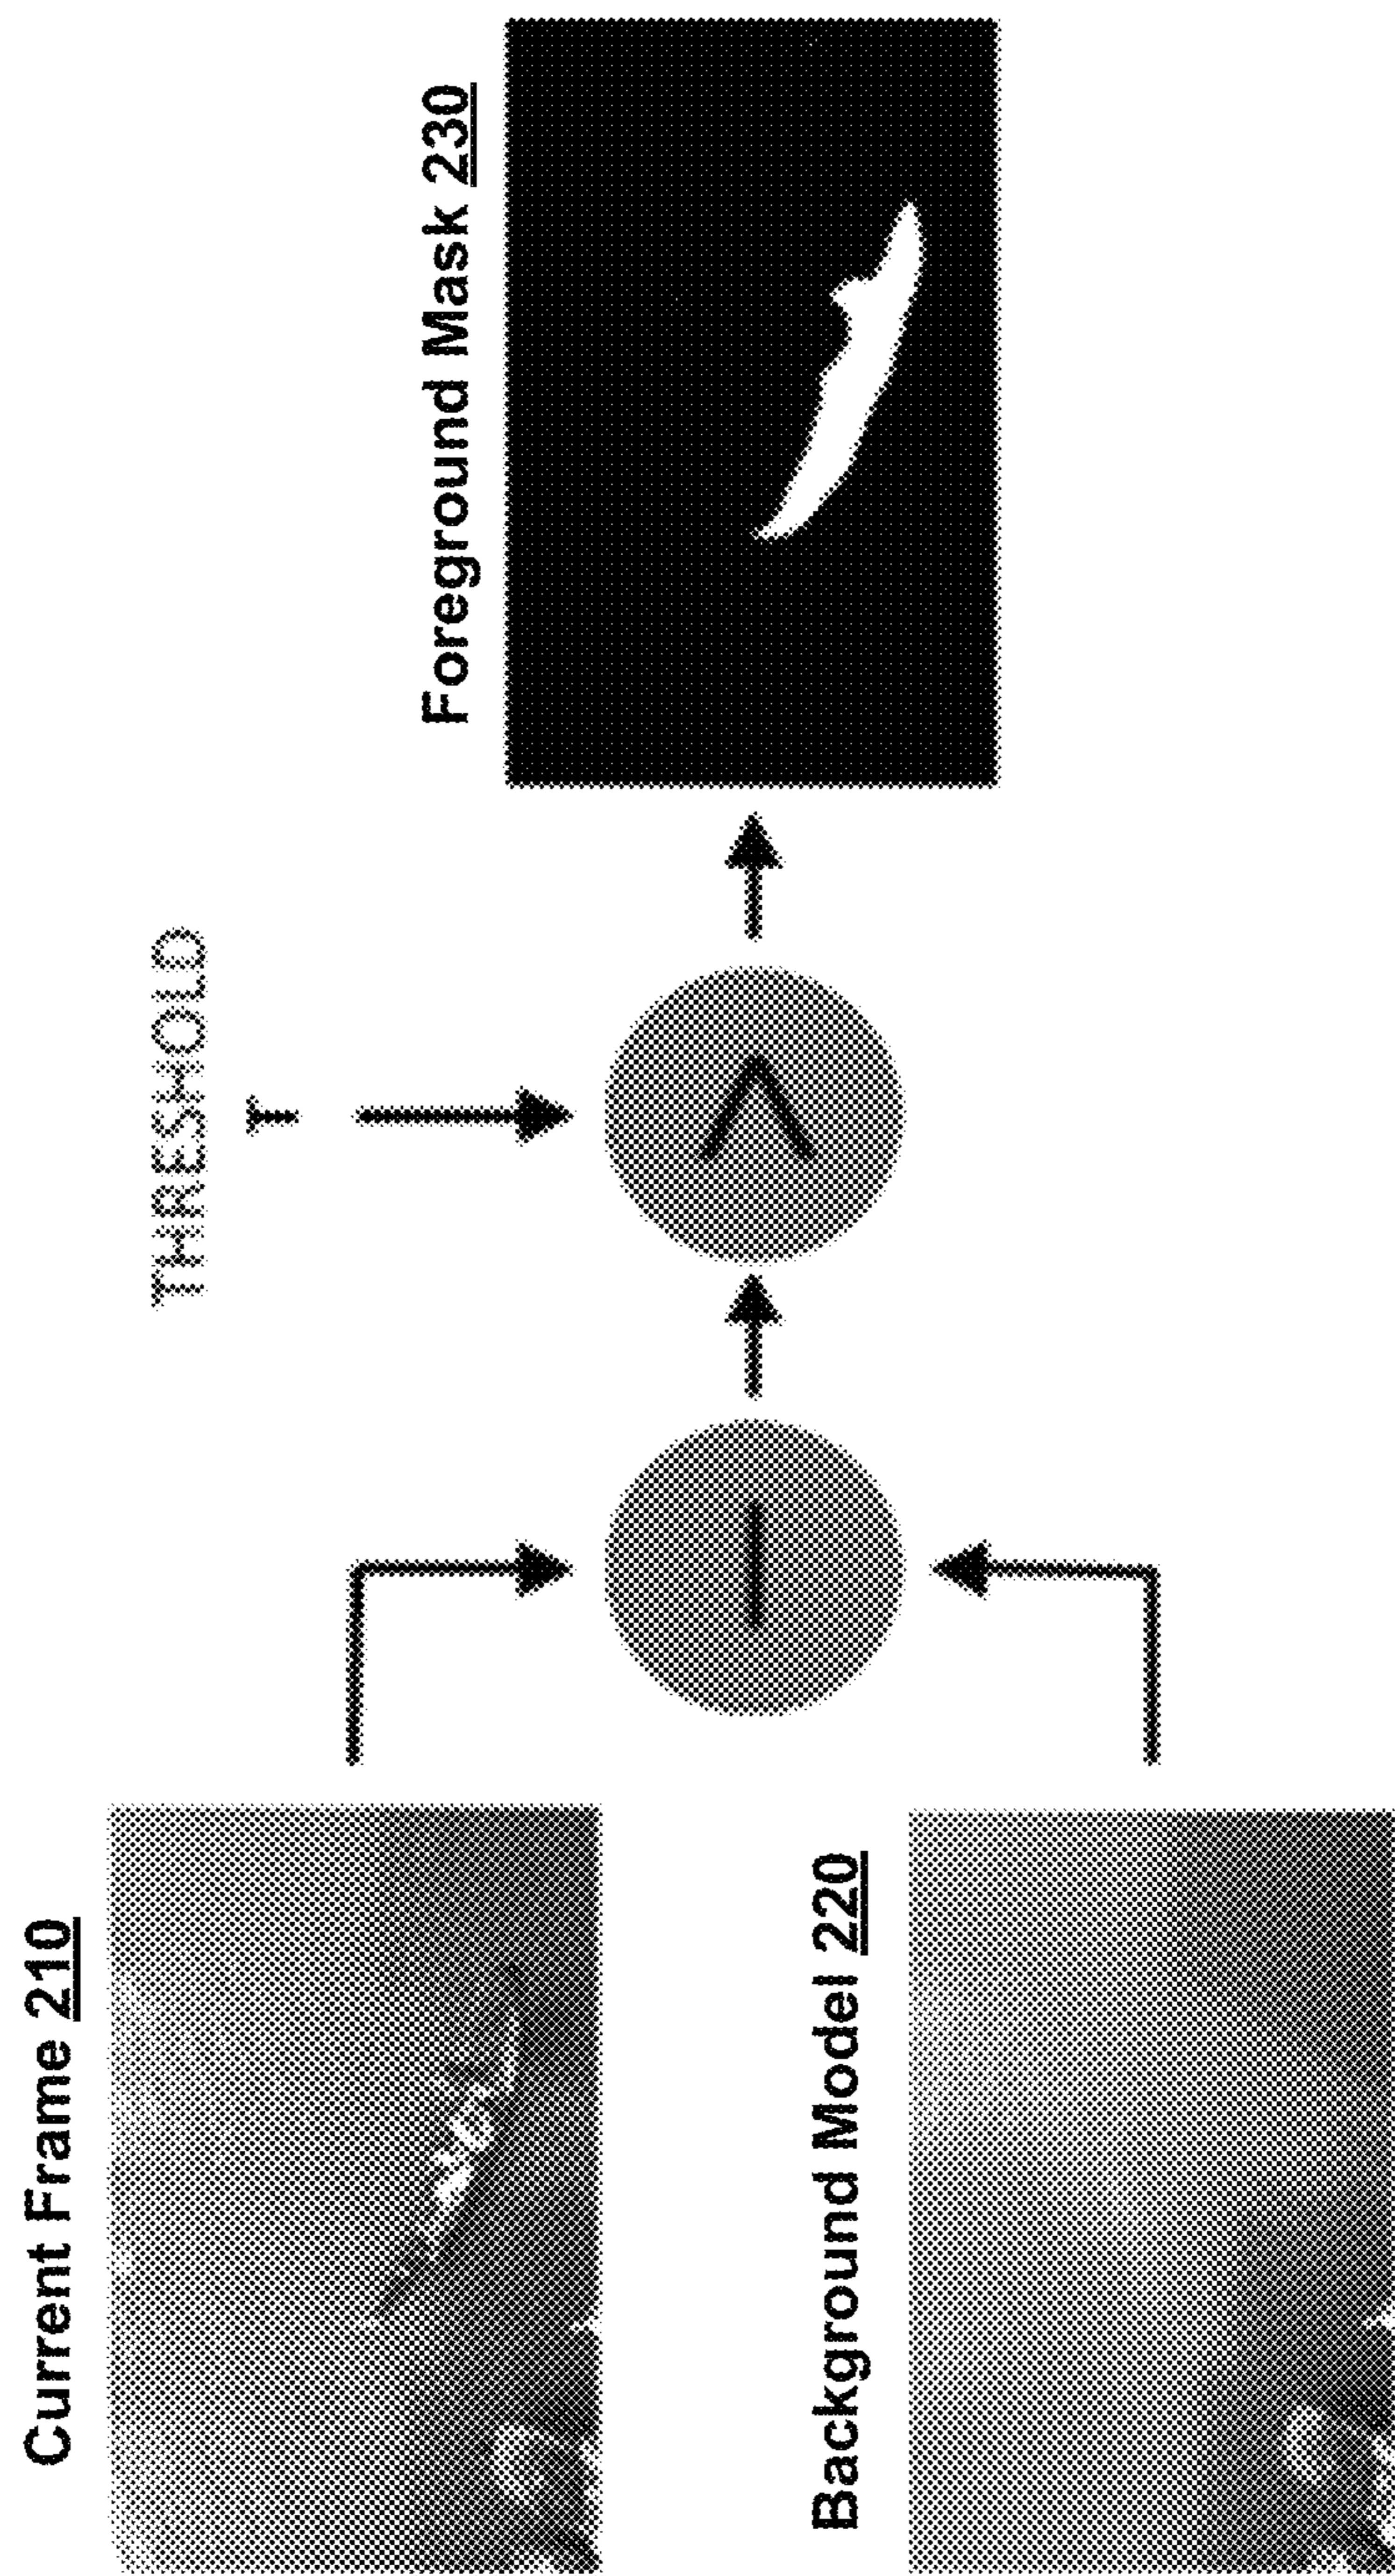 Current Frame 210
THRESHOLD
T
Foreground Mask 230
−
>
Background Model 220